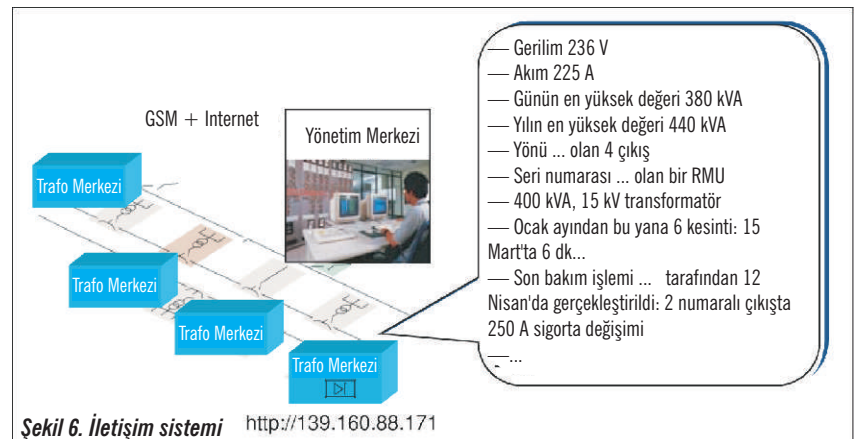 GSM + Internet
Yönetim Merkezi
Trafo Merkezi
Trafo Merkezi
Trafo Merkezi
Trafo Merkezi
— Gerilim 236 V
— Akım 225 A
— Günün en yüksek değeri 380 kVA
— Yılın en yüksek değeri 440 kVA
— Yönü ... olan 4 çıkış
— Seri numarası ... olan bir RMU
— 400 kVA, 15 kV transformatör
— Ocak ayından bu yana 6 kesinti: 15
Mart'ta 6 dk...
— Son bakım işlemi ... tarafından 12
Nisan'da gerçekleştirildi: 2 numaralı çıkışta
250 A sigorta değişimi
—...
Şekil 6. İletişim sistemi http://139.160.88.171